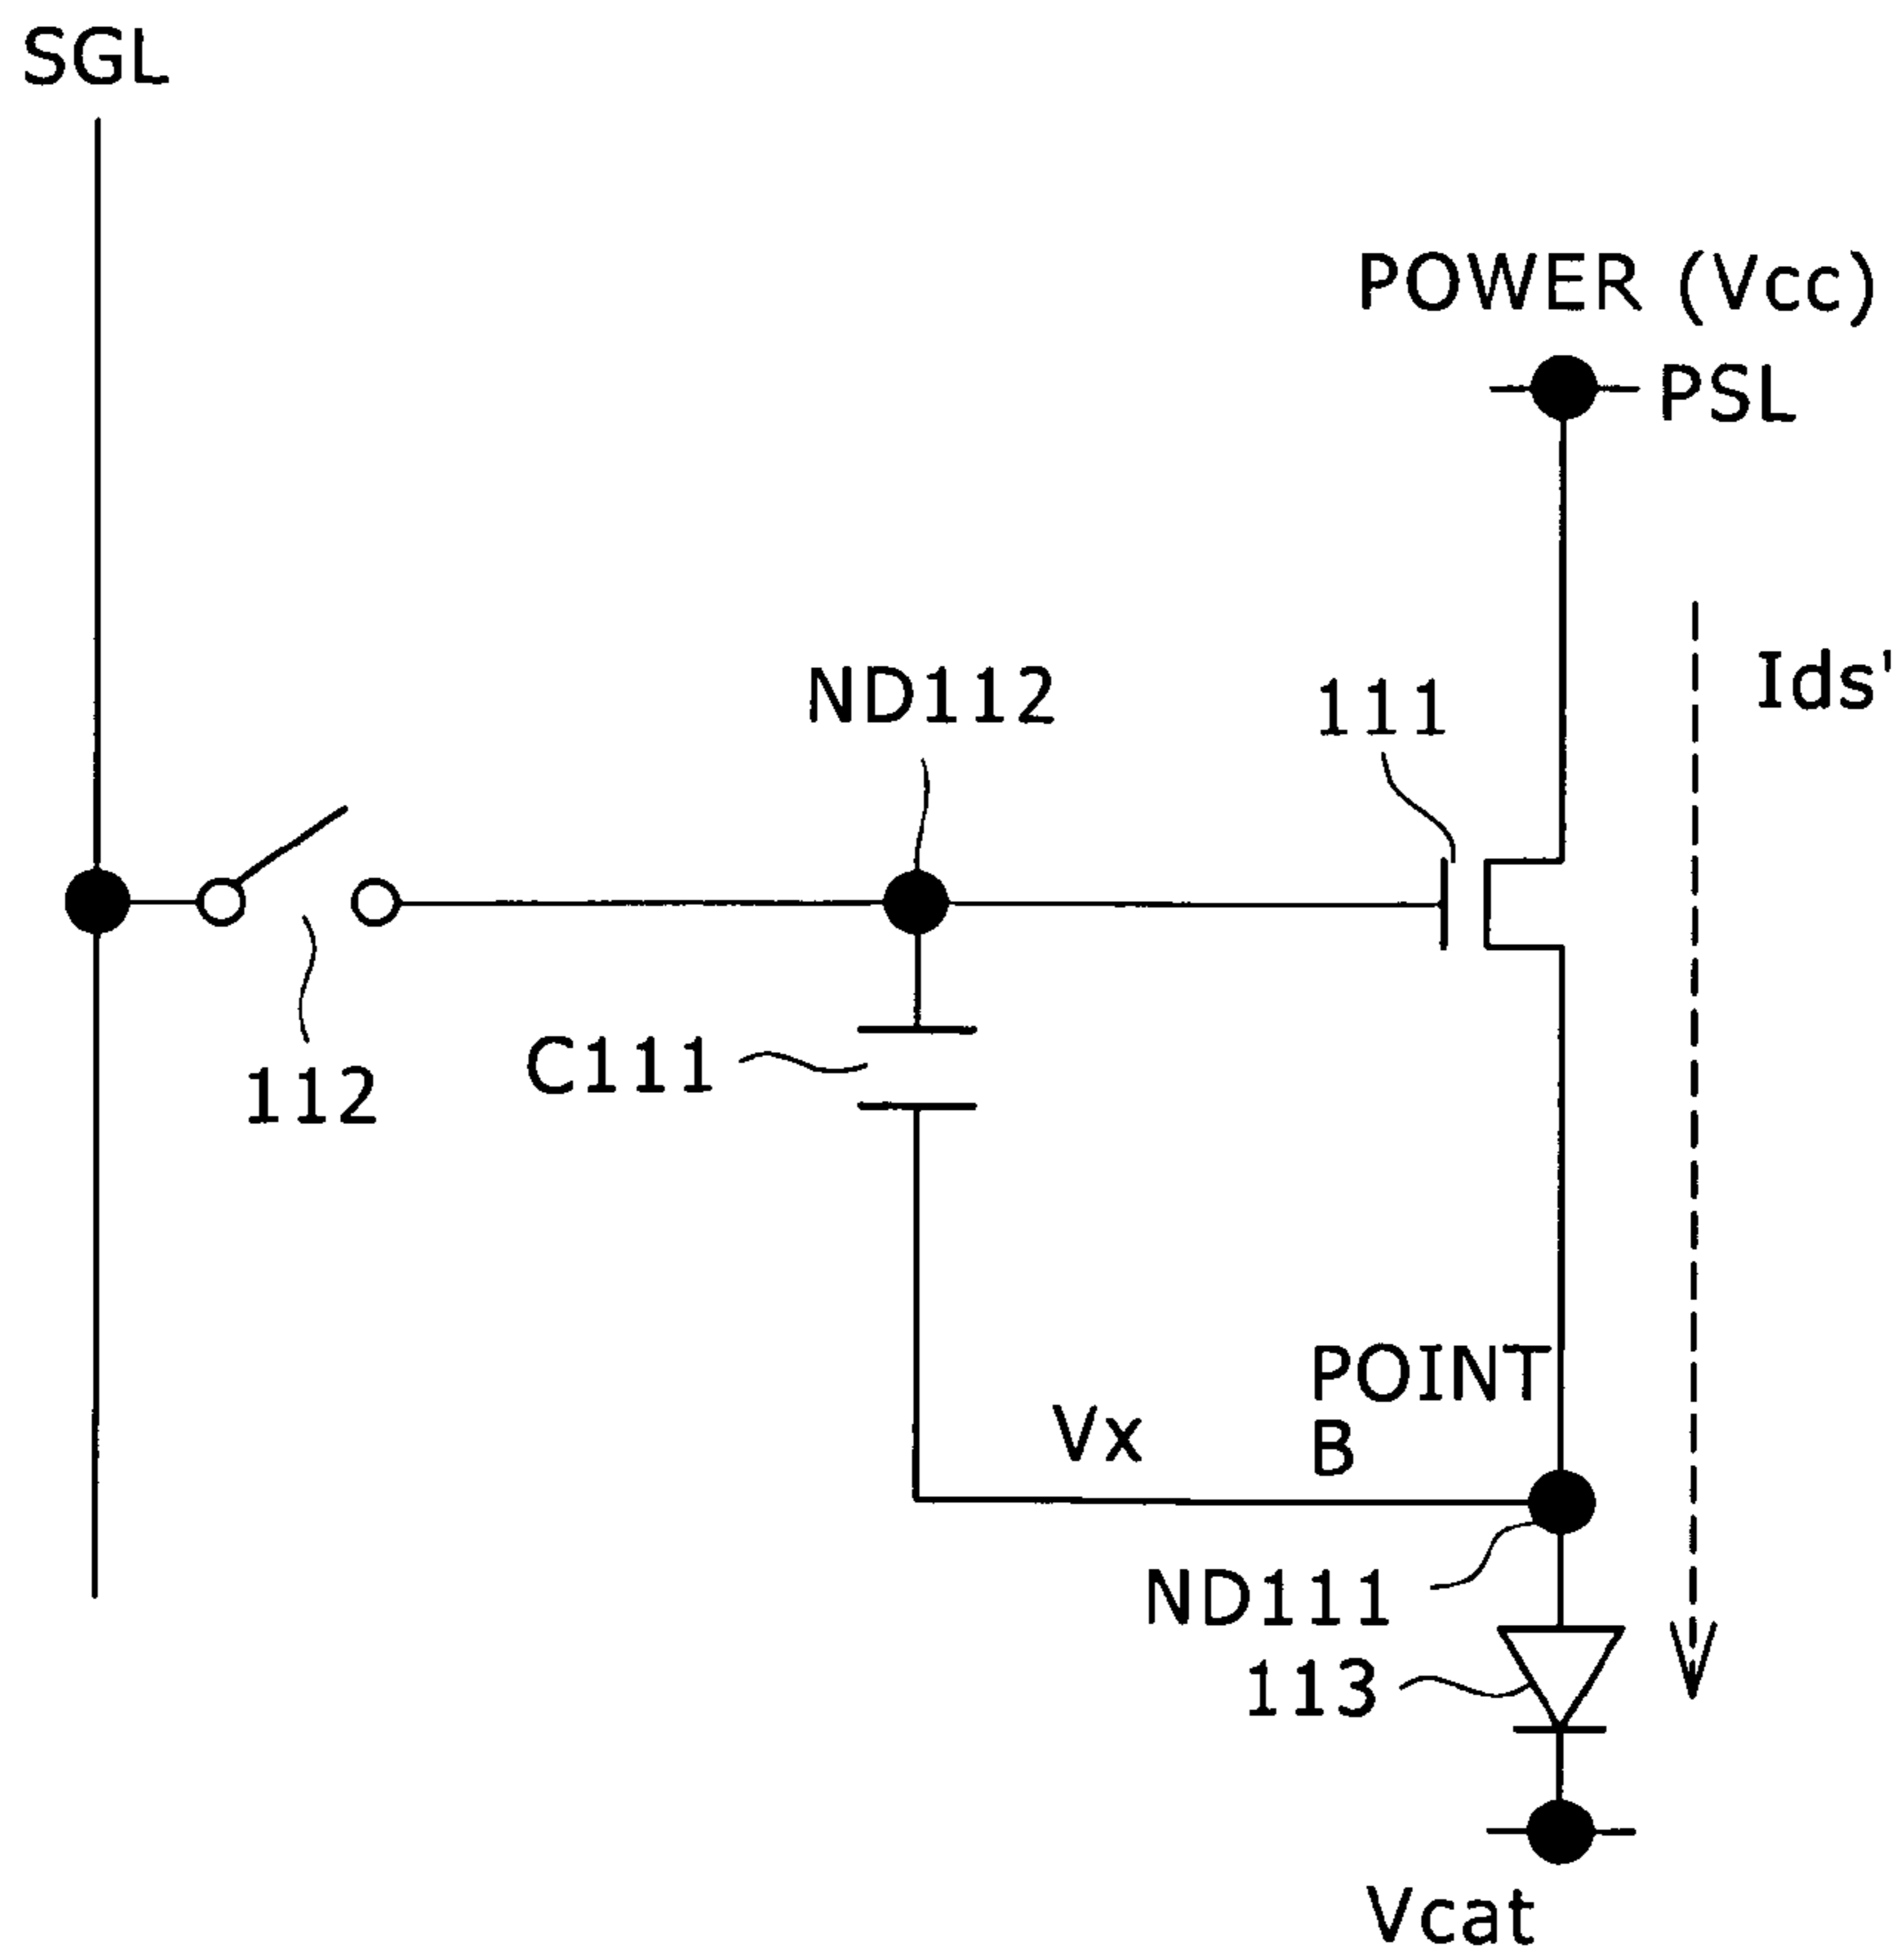 SGL
POWER (Vcc)
PSL
Ids'
ND112
111
112
C111
POINT
B
Vx
ND111
113
Vcat